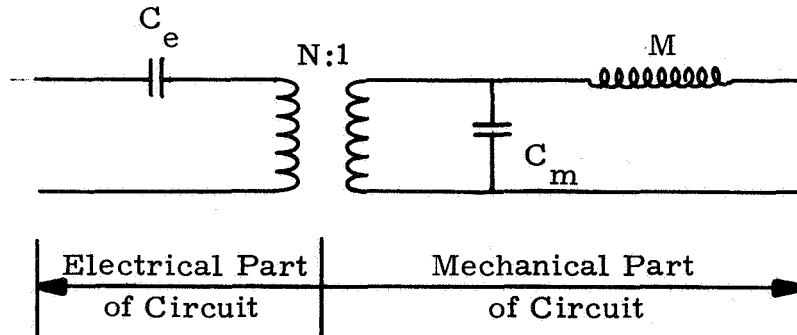 C_e
N:1
M
C_m
Electrical Part
of Circuit
Mechanical Part
of Circuit